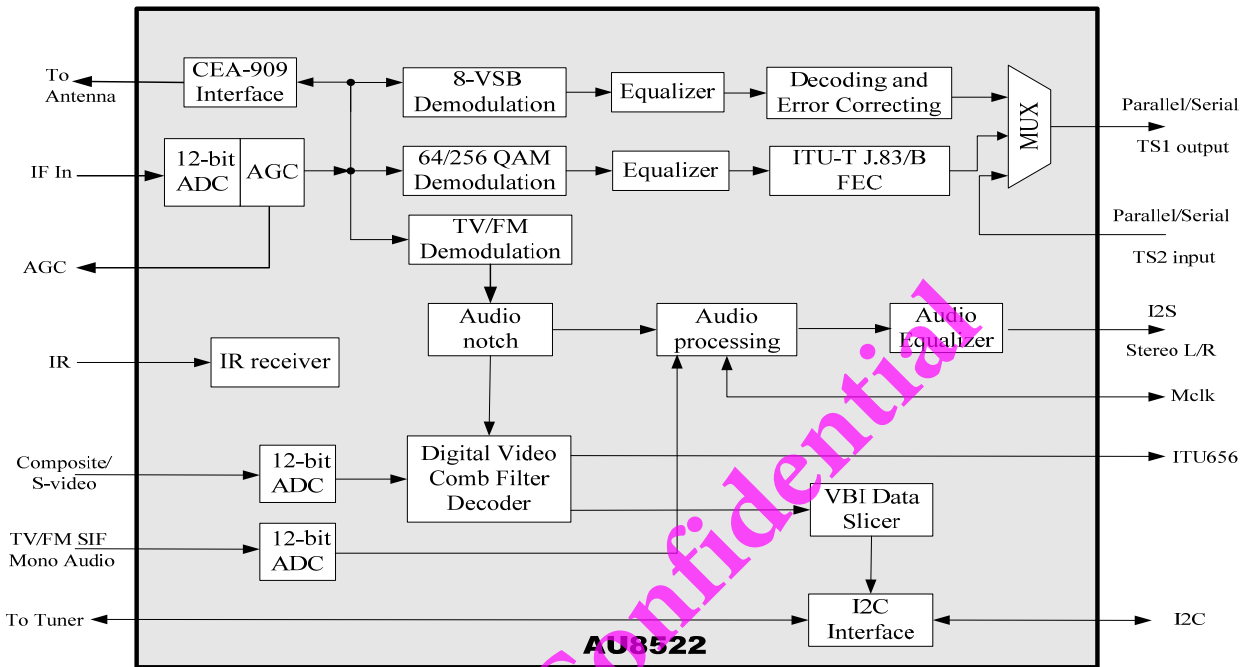 To
Antenna
CEA-909
Interface
8-VSB
Demodulation
Equalizer
Decoding and
Error Correcting
MUX
Parallel/Serial
TS1 output
IF In
12-bit
ADC
AGC
64/256 QAM
Demodulation
Equalizer
ITU-T J.83/B
FEC
Parallel/Serial
TS2 input
AGC
TV/FM
Demodulation
Audio
notch
Audio
processing
Audio
Equalizer
I2S
Stereo L/R
IR
IR receiver
Mclk
Composite/
S-video
12-bit
ADC
Digital Video
Comb Filter
Decoder
ITU656
VBI Data
Slicer
TV/FM SIF
Mono Audio
12-bit
ADC
To Tuner
I2C
Interface
I2C
AU8522
Confidential